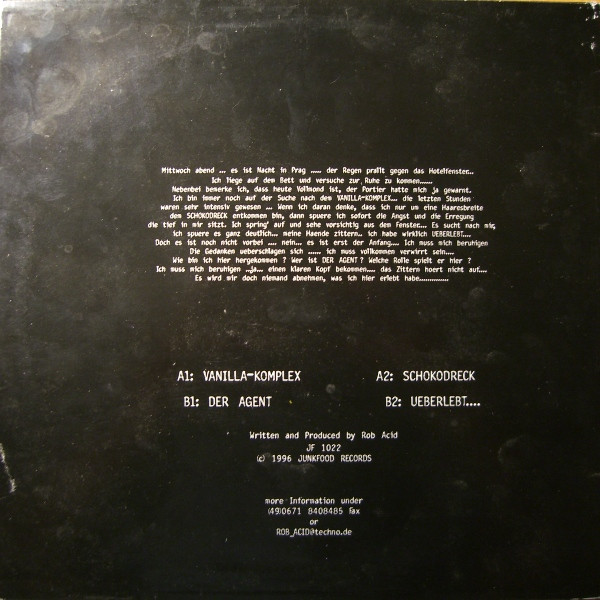 Mittwoch abend ... es ist Nacht in Prag ..... der Regen prallt gegen das Hotelfenster...
Ich liege auf dem Bett und versuche zur Ruhe zu kommen......
Nebenbei bemerke ich, dass heute Vollmond ist, der Portier hatte mich ja gewarnt.
Ich bin immer noch auf der Suche nach dem VANILLA-KOMPLEX... die letzten Stunden
waren sehr intensiv gewesen ... Wenn ich daran denke, dass ich nur um eine Haaresbreite
dem SCHOKODRECK entkommen bin, dann spuere ich sofort die Angst und die Erregung
die tief in mir sitzt. Ich spring' auf und sehe vorsichtig aus dem Fenster... Es sucht nach mir,
ich spuere es ganz deutlich... meine Haende zittern.. ich habe wirklich UEBERLEBT....
Doch es ist noch nicht vorbei .... nein... es ist erst der Anfang.... Ich muss mich beruhigen
Die Gedanken ueberschlagen sich ...... ich muss vollkommen verwirrt sein....
Wie bin ich hier hergekommen ? Wer ist DER AGENT? Welche Rolle spielt er hier ?
Ich muss mich beruhigen ..ja... einen klaren Kopf bekommen.... das Zittern hoert nicht auf....
Es wird mir doch niemand abnehmen, was ich hier erlebt habe.............
A1: VANILLA-KOMPLEX A2: SCHOKODRECK
B1: DER AGENT B2: UEBERLEBT....
Written and Produced by Rob Acid
JF 1022
(c) 1996 JUNKFOOD RECORDS
more Information under
(49)0671 8408485 fax
or
ROB_ACID@techno.de